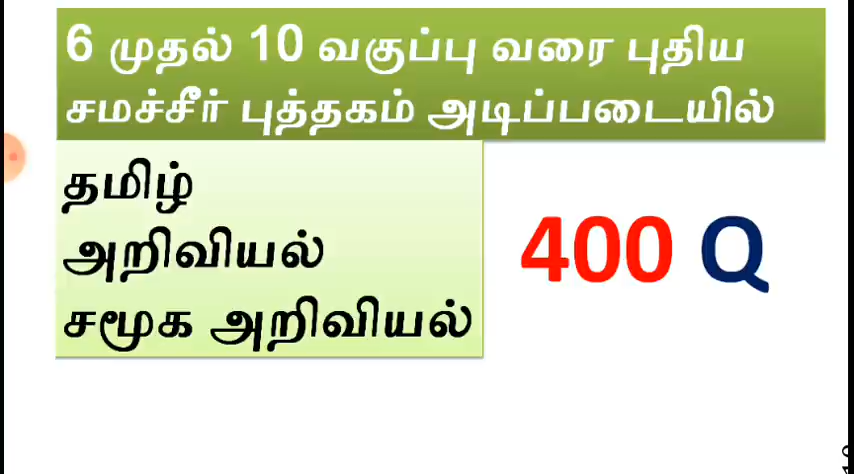 6 முதல் 10 வகுப்பு வரை புதிய
சமச்சீர் புத்தகம் அடிப்படையில்
தமிழ்
அறிவியல்
சமூக அறிவியல்
400 Q